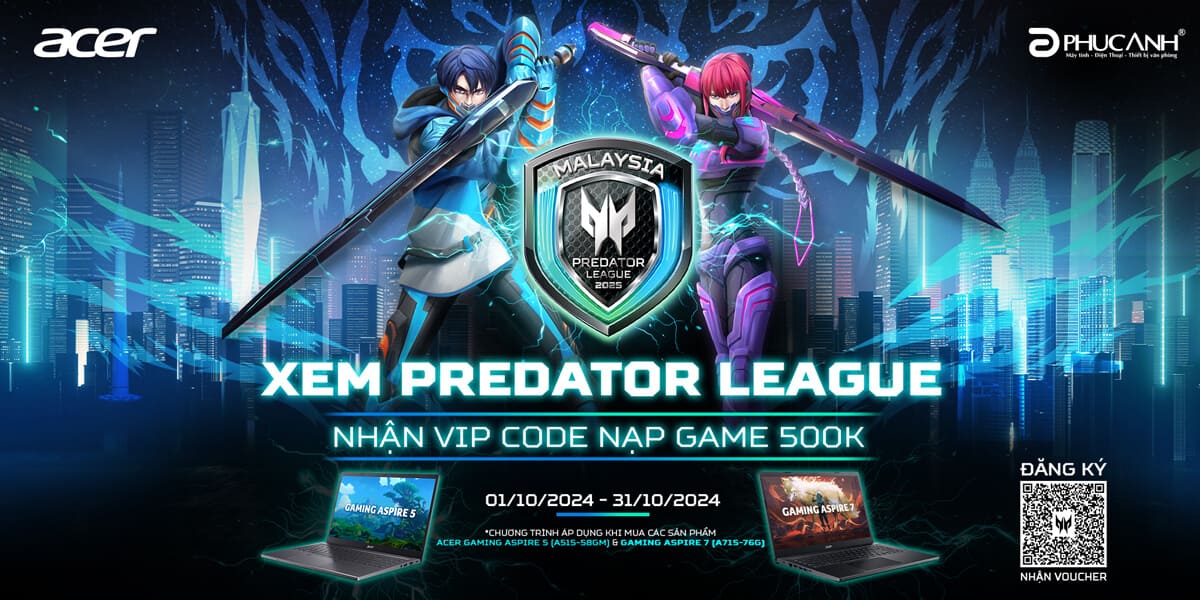 acer
PHUCANH®
Máy tính - Điện Thoại - Thiết bị văn phòng
MALAYSIA
PREDATOR
LEAGUE
2025
XEM PREDATOR LEAGUE
NHẬN VIP CODE NẠP GAME 500K
GAMING ASPIRE 5
acer
01/10/2024 - 31/10/2024
*CHƯƠNG TRÌNH ÁP DỤNG KHI MUA CÁC SẢN PHẨM
ACER GAMING ASPIRE 5 (A515-58GM) & GAMING ASPIRE 7 (A715-76G)
GAMING ASPIRE 7
acer
ĐĂNG KÝ
NHẬN VOUCHER